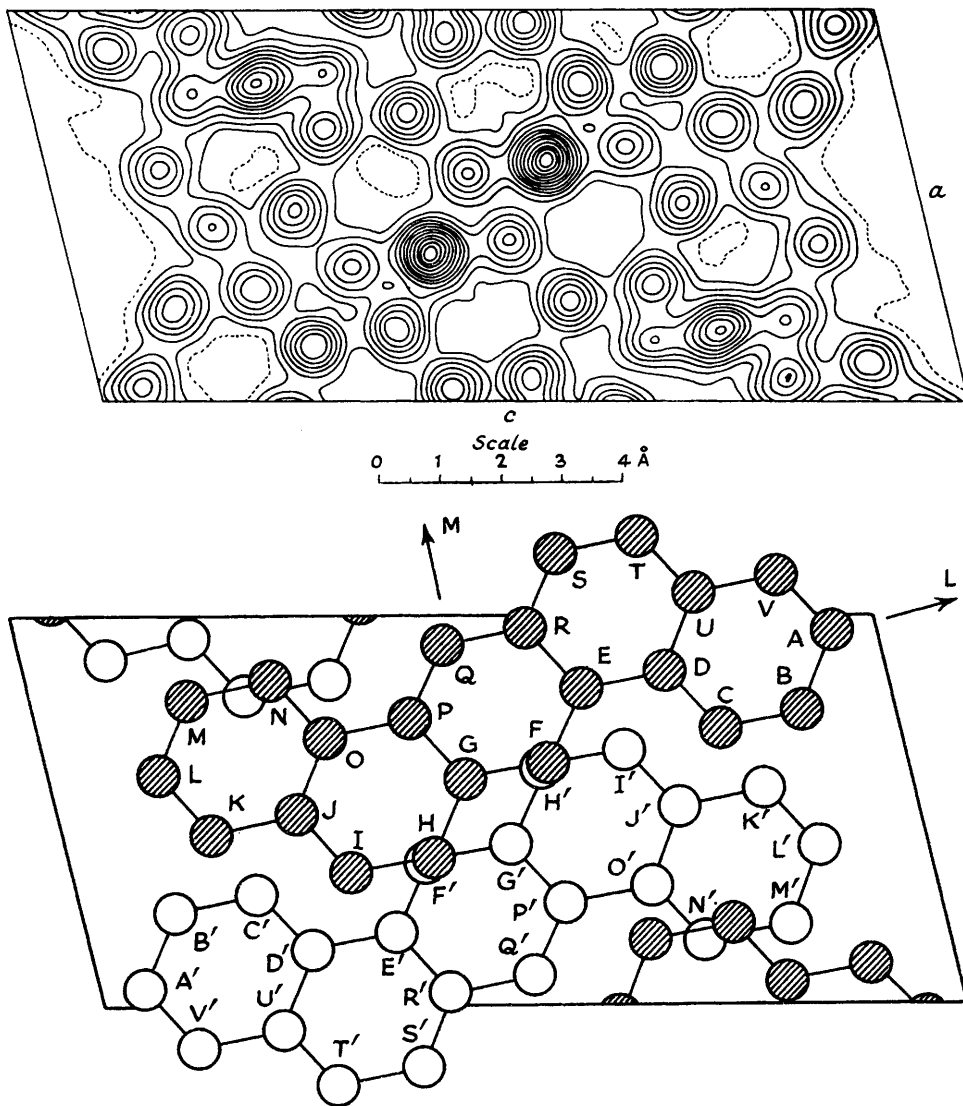 a
c
Scale
0 1 2 3 4 Å
M
L
S T
U V
R A
Q E D B
P C
M N F
G
O I'
L H'
K J J' K'
I H L'
G' O'
F' P' N' M'
C'
B' Q'
D' E'
A' U' R'
V' S'
T'